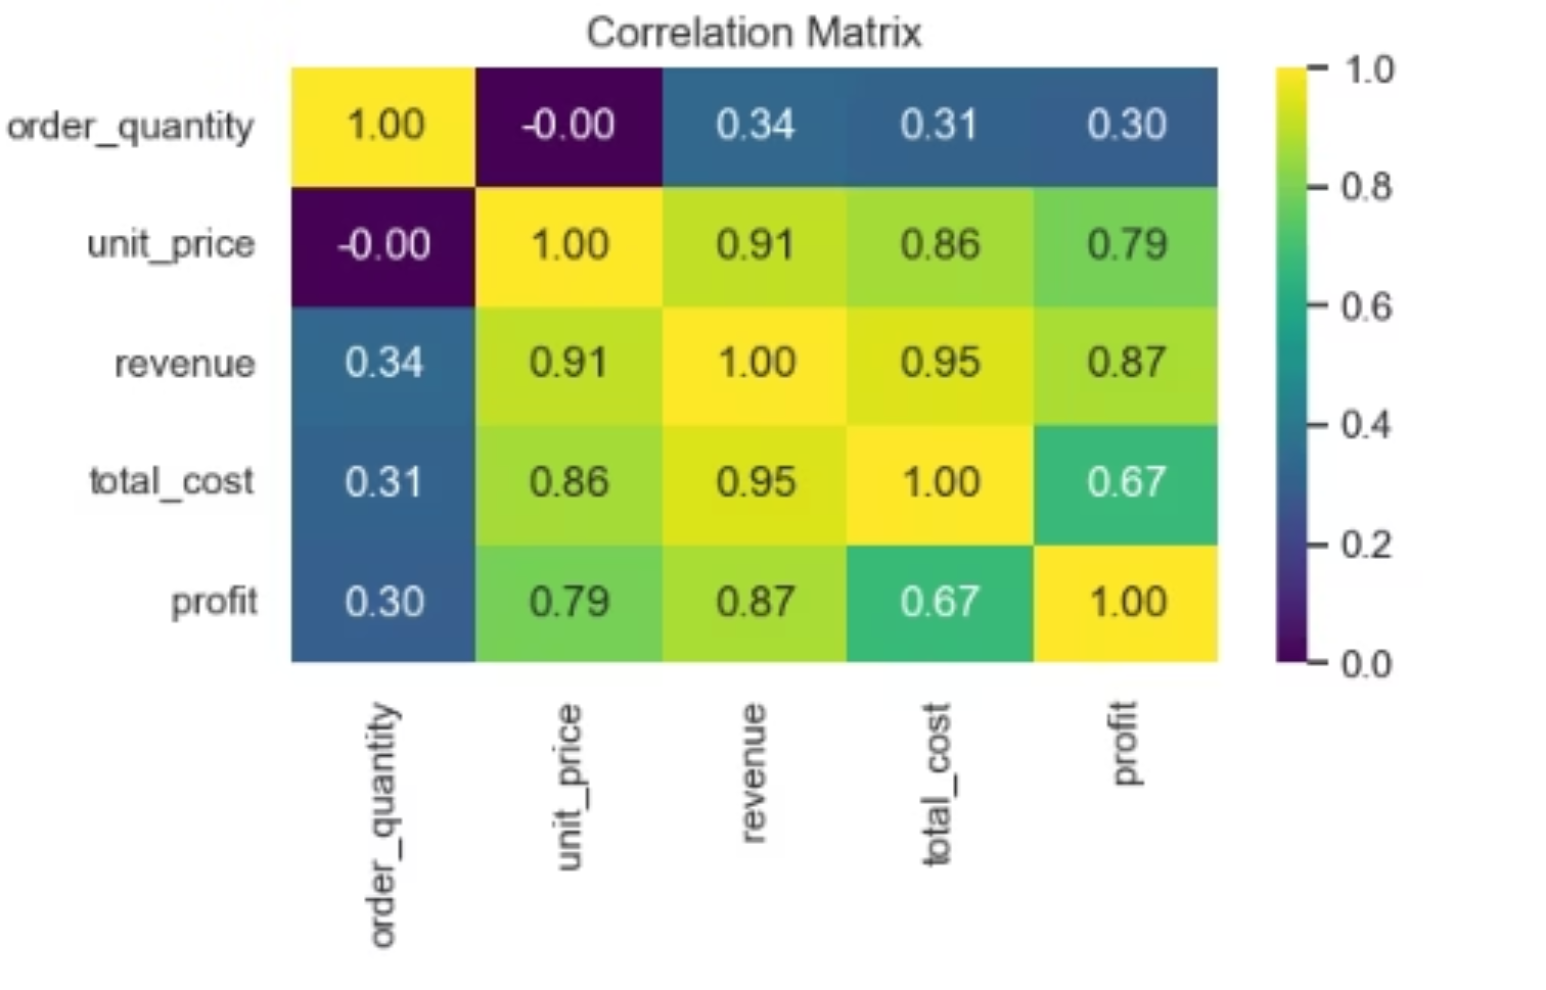 Correlation Matrix
order_quantity 1.00 -0.00 0.34 0.31 0.30
unit_price -0.00 1.00 0.91 0.86 0.79
revenue 0.34 0.91 1.00 0.95 0.87
total_cost 0.31 0.86 0.95 1.00 0.67
profit 0.30 0.79 0.87 0.67 1.00
order_quantity
unit_price
revenue
total_cost
profit
1.0
0.8
0.6
0.4
0.2
0.0